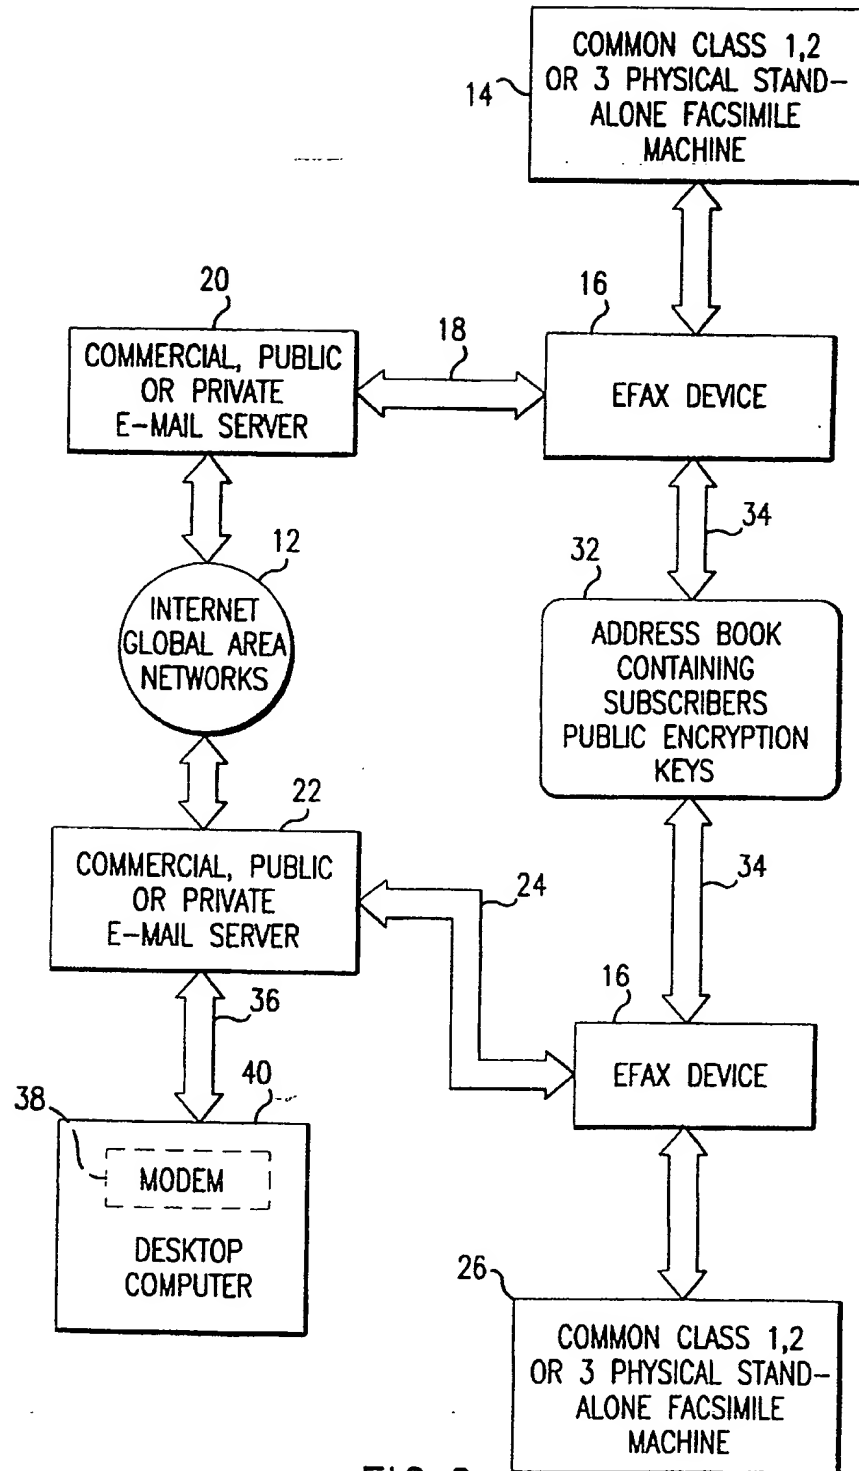 COMMON CLASS 1,2
OR 3 PHYSICAL STAND-
ALONE FACSIMILE
MACHINE
14
20
16
18
COMMERCIAL, PUBLIC
OR PRIVATE
E-MAIL SERVER
EFAX DEVICE
34
12
32
INTERNET
GLOBAL AREA
NETWORKS
ADDRESS BOOK
CONTAINING
SUBSCRIBERS
PUBLIC ENCRYPTION
KEYS
22
COMMERCIAL, PUBLIC
OR PRIVATE
E-MAIL SERVER
24
34
36
16
EFAX DEVICE
38
40
MODEM
DESKTOP
COMPUTER
26
COMMON CLASS 1,2
OR 3 PHYSICAL STAND-
ALONE FACSIMILE
MACHINE